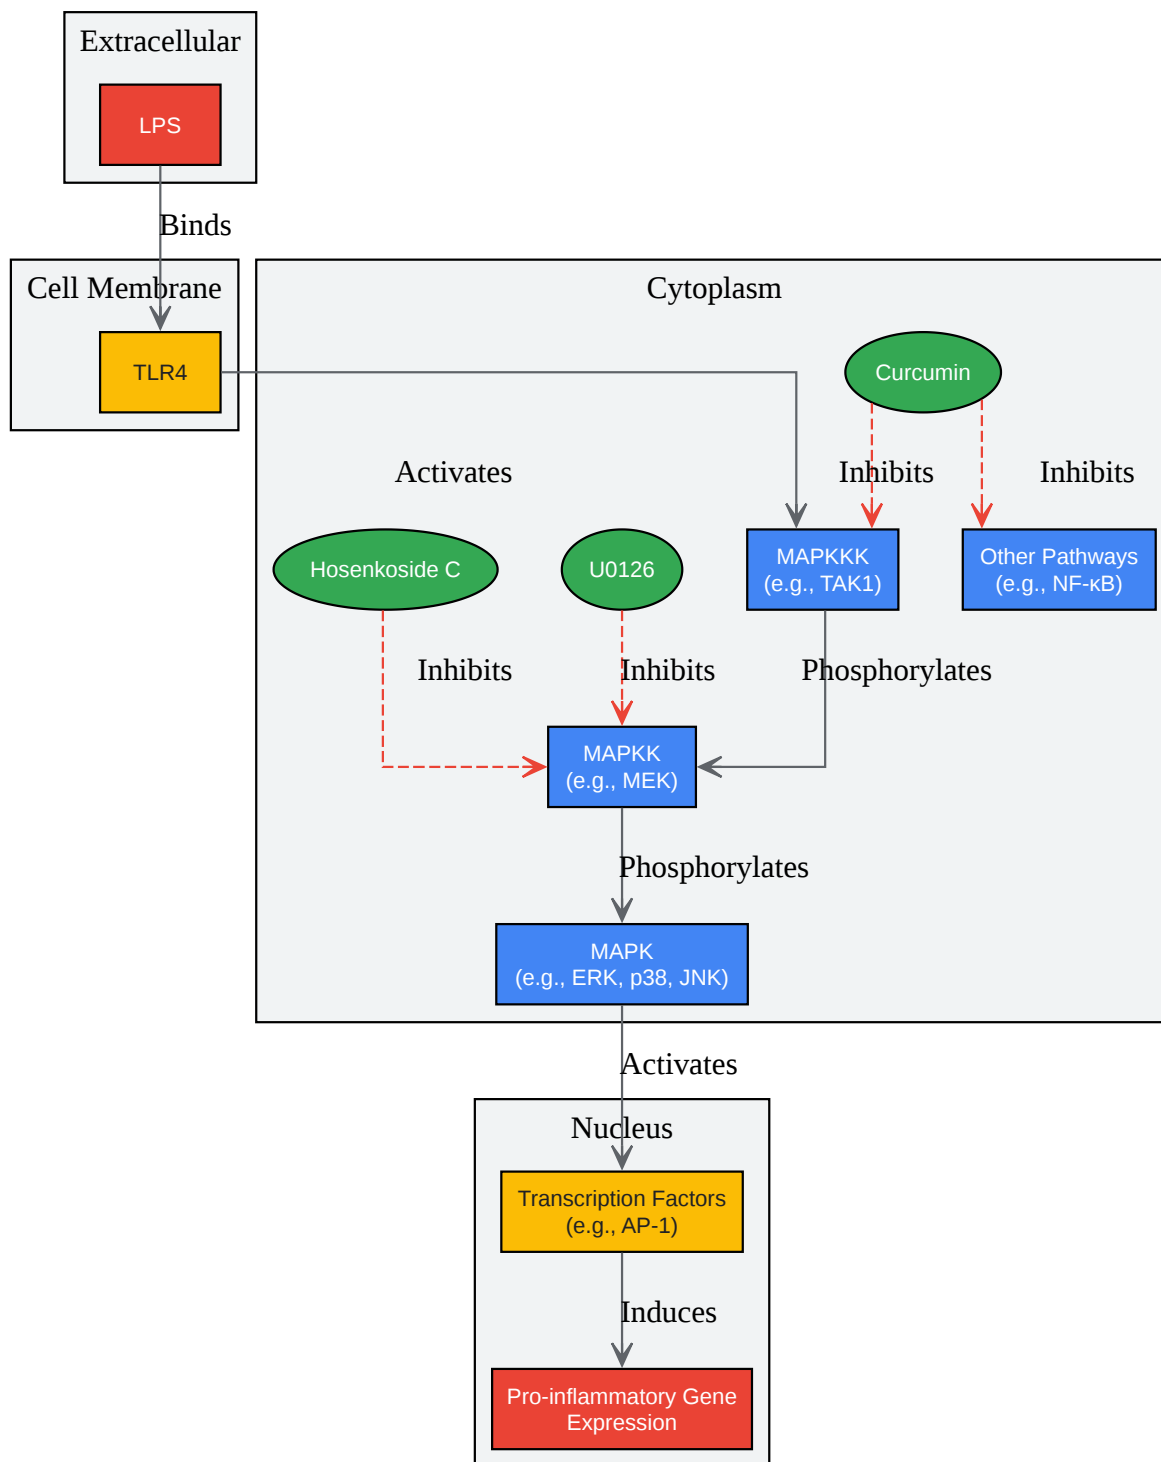 Extracellular
LPS
Binds
Cell Membrane
Cytoplasm
TLR4
Curcumin
Activates
Inhibits
Inhibits
Hosenkoside C
U0126
MAPKKK
(e.g., TAK1)
Other Pathways
(e.g., NF-κB)
Inhibits
Inhibits
Phosphorylates
MAPKK
(e.g., MEK)
Phosphorylates
MAPK
(e.g., ERK, p38, JNK)
Activates
Nucleus
Transcription Factors
(e.g., AP-1)
Induces
Pro-inflammatory Gene
Expression